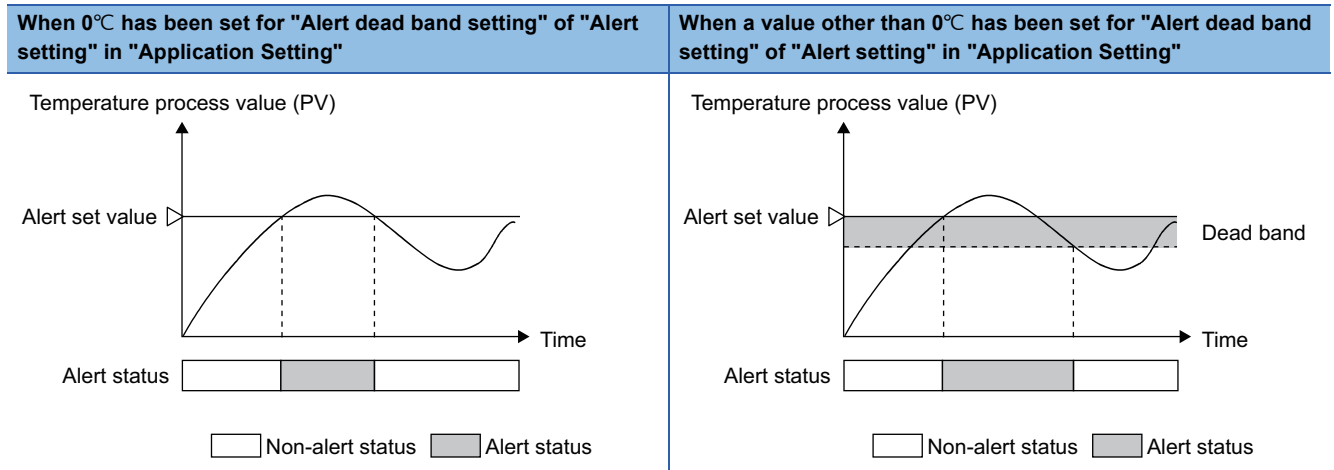 When 0℃ has been set for "Alert dead band setting" of "Alert
setting" in "Application Setting"
When a value other than 0℃ has been set for "Alert dead band
setting" of "Alert setting" in "Application Setting"
Temperature process value (PV)
Alert set value
Time
Alert status
Non-alert status
Alert status
Temperature process value (PV)
Alert set value
Dead band
Time
Alert status
Non-alert status
Alert status